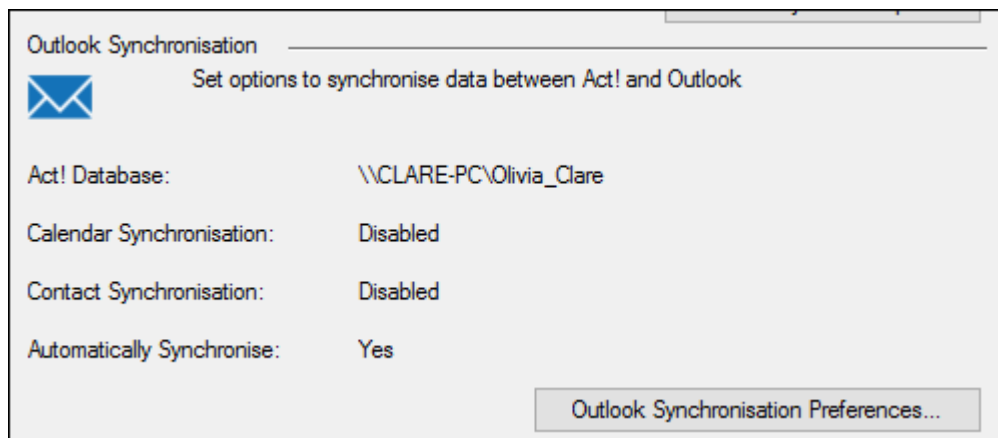 Outlook Synchronisation
Set options to synchronise data between Act! and Outlook
Act! Database: \\CLARE-PC\Olivia_Clare
Calendar Synchronisation: Disabled
Contact Synchronisation: Disabled
Automatically Synchronise: Yes
Outlook Synchronisation Preferences...